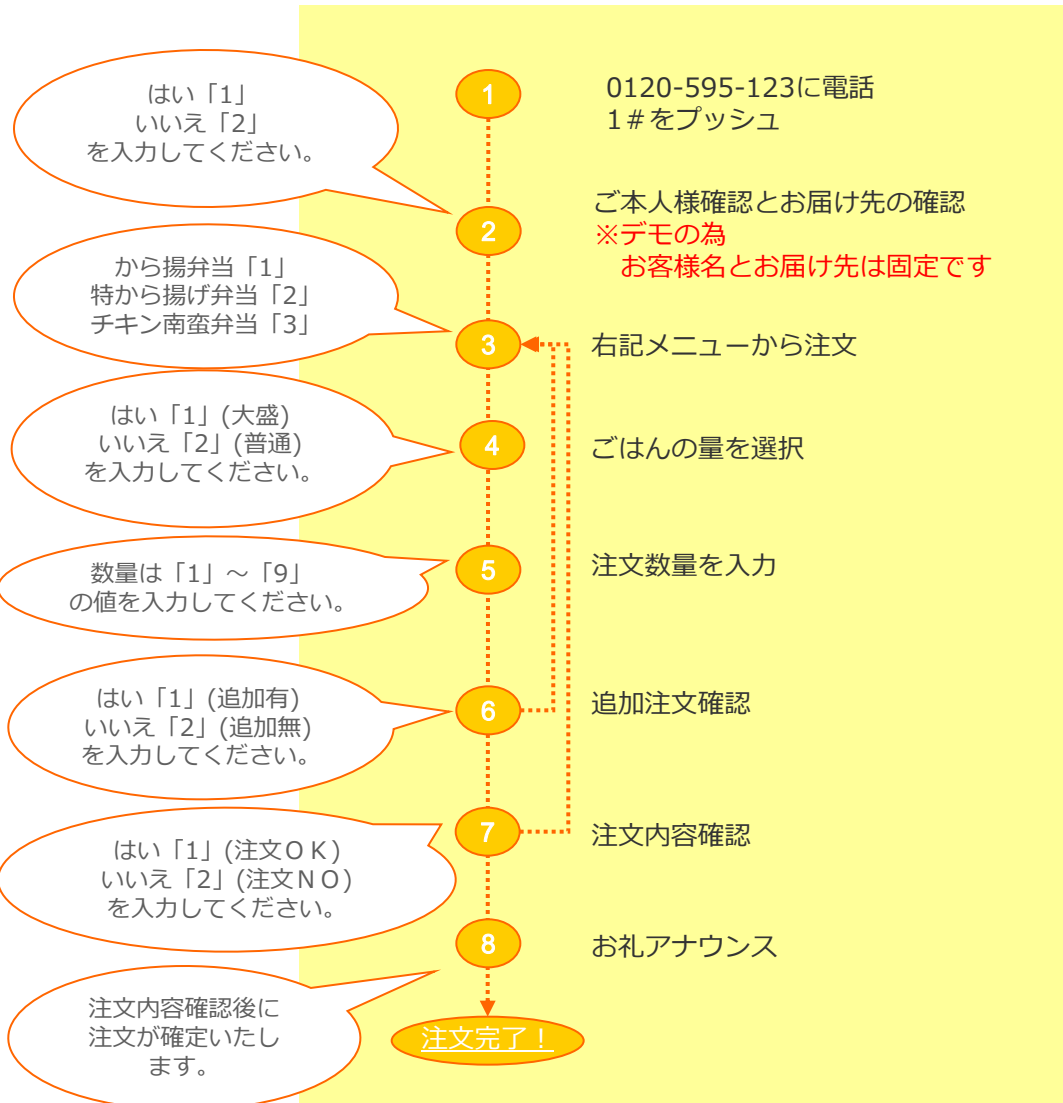 はい「1」
いいえ「2」
を入力してください。
1
0120-595-123に電話
1＃をプッシュ
2
ご本人様確認とお届け先の確認
※デモの為
お客様名とお届け先は固定です
から揚弁当「1」
特から揚げ弁当「2」
チキン南蛮弁当「3」
3
右記メニューから注文
はい「1」(大盛)
いいえ「2」(普通)
を入力してください。
4
ごはんの量を選択
数量は「1」～「9」
の値を入力してください。
5
注文数量を入力
はい「1」(追加有)
いいえ「2」(追加無)
を入力してください。
6
追加注文確認
はい「1」(注文ＯＫ)
いいえ「2」(注文ＮＯ)
を入力してください。
7
注文内容確認
8
お礼アナウンス
注文内容確認後に
注文が確定いたし
ます。
注文完了！